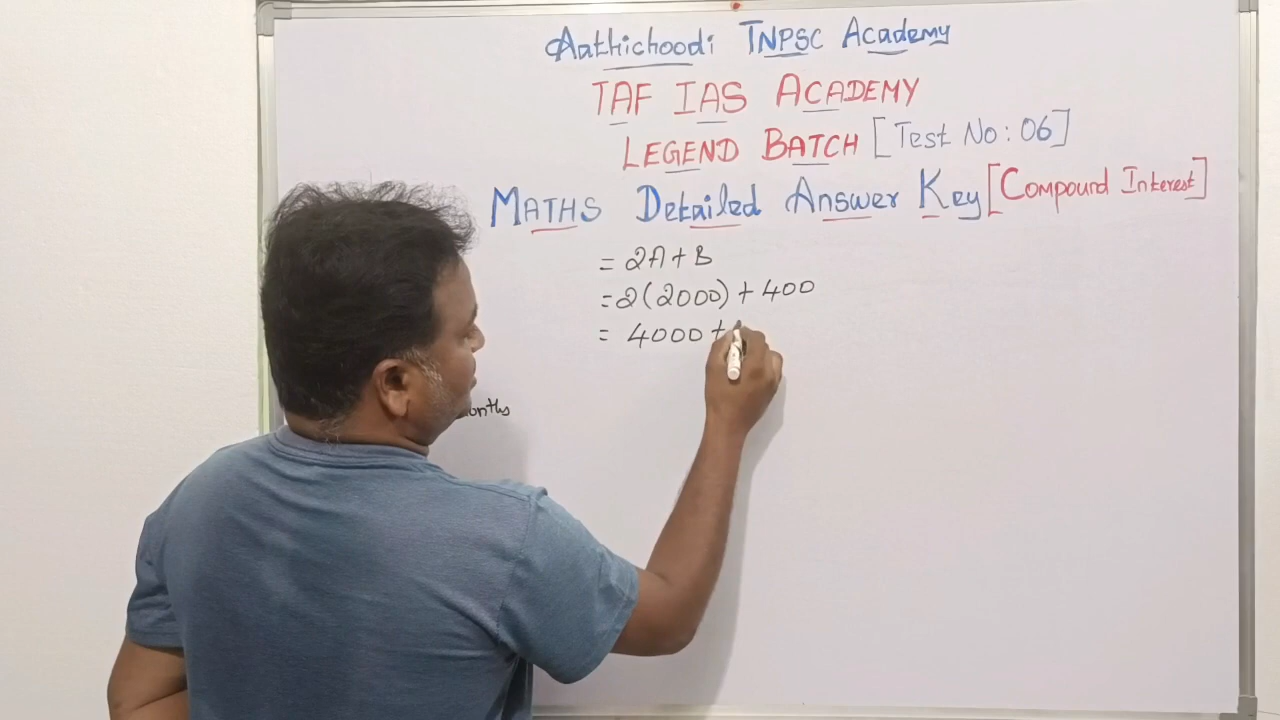 Aathichoodi TNPSC Academy
TAF IAS ACADEMY
LEGEND BATCH [Test No: 06]
MATHS Detailed Answer Key [Compound Interest]
= 2A + B
= 2(2000) + 400
= 4000 +